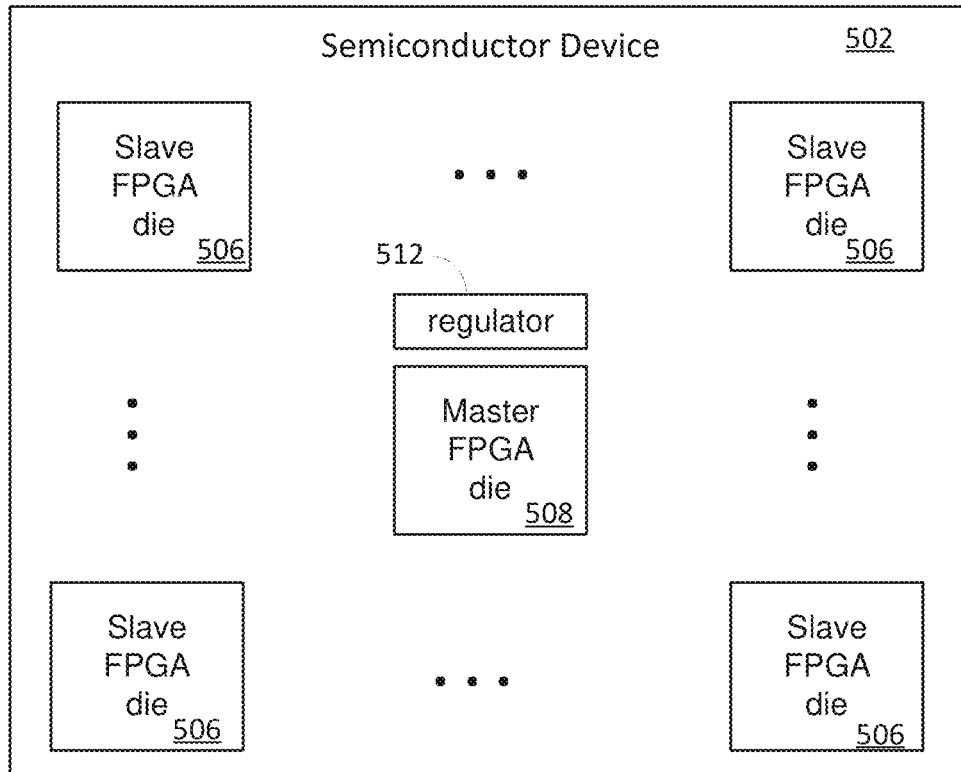 Semiconductor Device 502
Slave
FPGA
die
506
Slave
FPGA
die
506
512
regulator
Master
FPGA
die
508
Slave
FPGA
die
506
Slave
FPGA
die
506